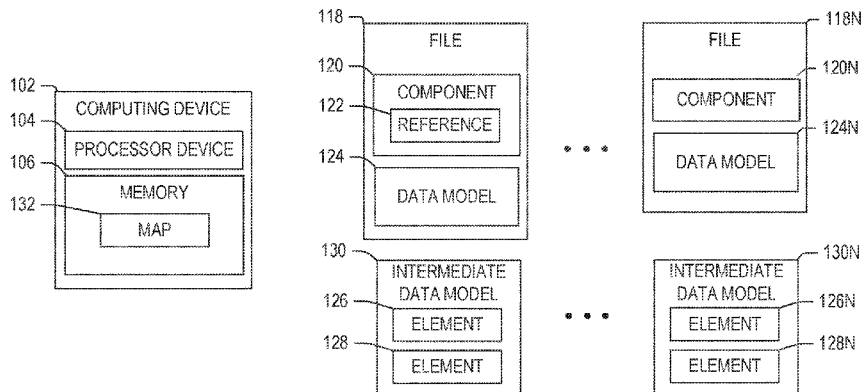 102
COMPUTING DEVICE
104
PROCESSOR DEVICE
106
MEMORY
132
MAP
118
FILE
120
COMPONENT
122
REFERENCE
124
DATA MODEL
118N
FILE
120N
COMPONENT
124N
DATA MODEL
130
INTERMEDIATE
DATA MODEL
126
ELEMENT
128
ELEMENT
130N
INTERMEDIATE
DATA MODEL
126N
ELEMENT
128N
ELEMENT